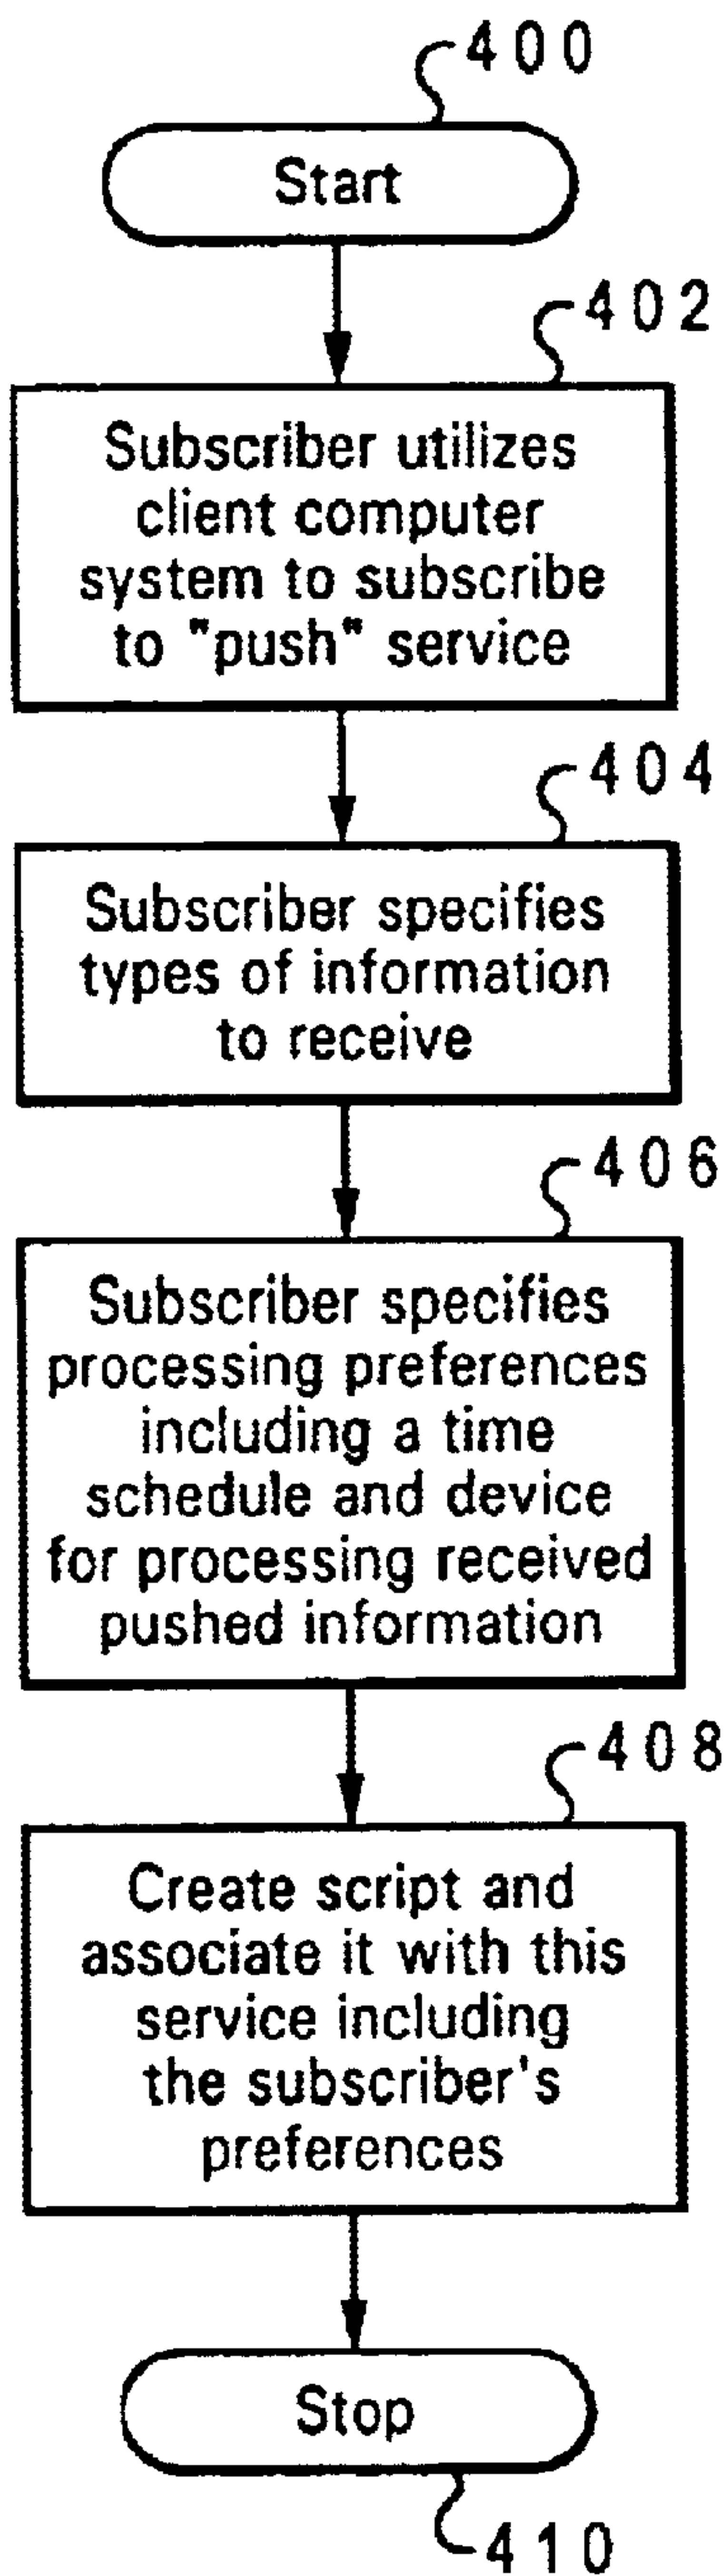 400
Start
402
Subscriber utilizes
client computer
system to subscribe
to "push" service
404
Subscriber specifies
types of information
to receive
406
Subscriber specifies
processing preferences
including a time
schedule and device
for processing received
pushed information
408
Create script and
associate it with this
service including
the subscriber's
preferences
Stop
410